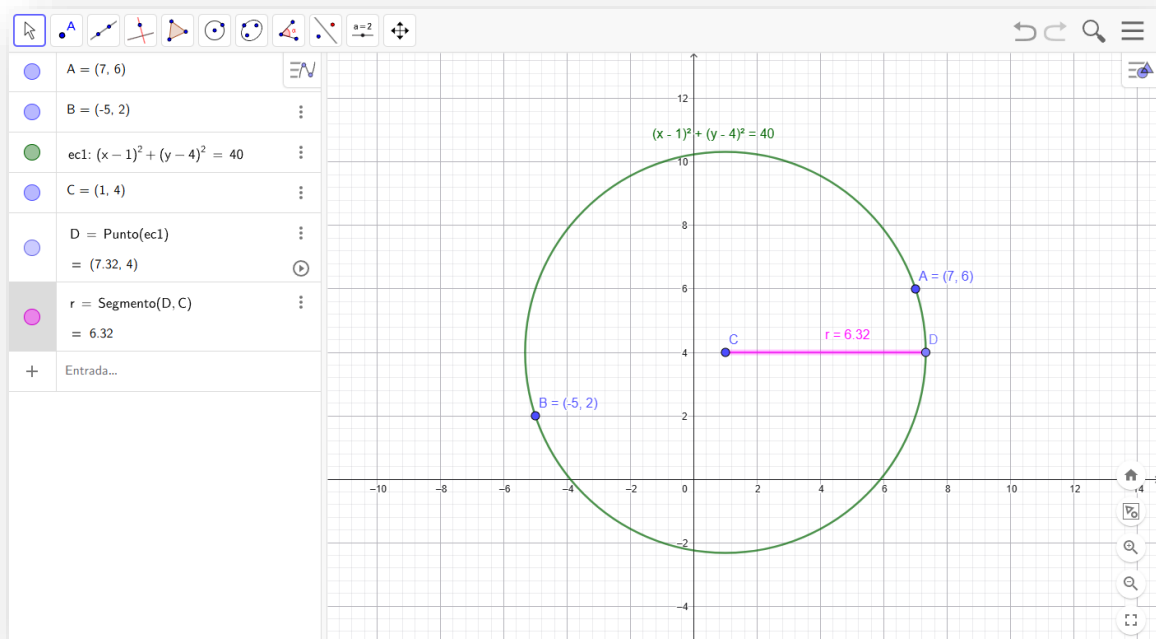 A
a=2
A = (7, 6)
B = (-5, 2)
ec1: (x − 1)² + (y − 4)² = 40
C = (1, 4)
D = Punto(ec1)
= (7.32, 4)
r = Segmento(D, C)
= 6.32
Entrada...
12
(x - 1)² + (y - 4)² = 40
10
8
A = (7, 6)
6
r = 6.32
C
D
4
B = (-5, 2)
2
−10
−8
−6
−4
−2
0
2
4
6
8
10
12
14
−2
−4